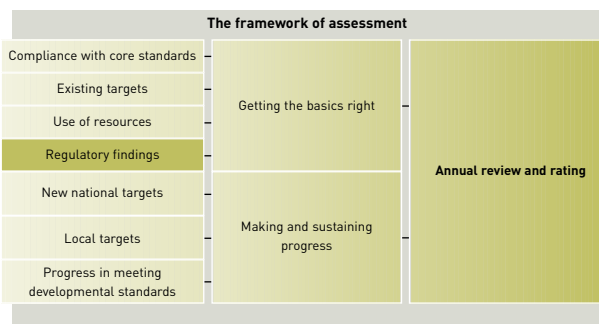 The framework of assessment
Compliance with core standards
Existing targets
Use of resources
Regulatory findings
New national targets
Local targets
Progress in meeting
developmental standards
Getting the basics right
Making and sustaining
progress
Annual review and rating